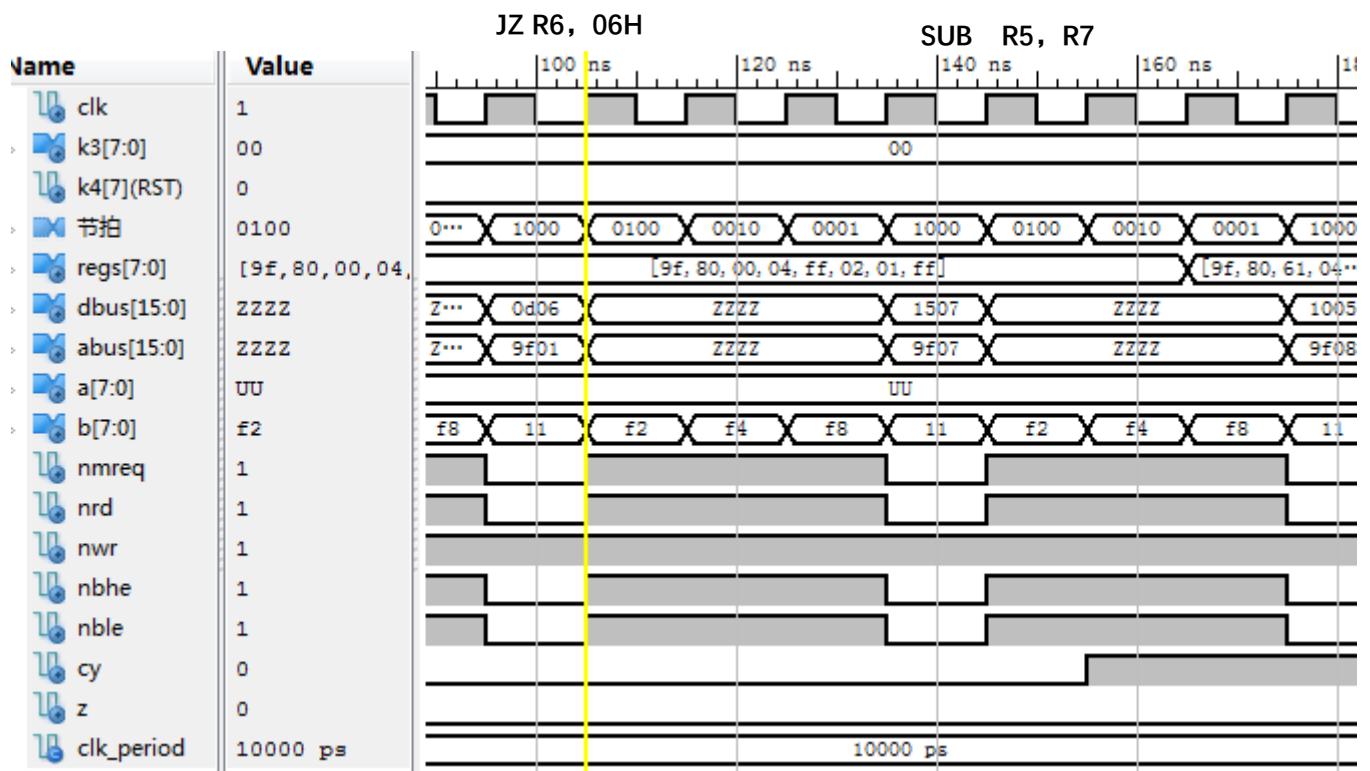 JZ R6，06H
SUB R5，R7
Name Value 100 ns 120 ns 140 ns 160 ns
clk 1
k3[7:0] 00 00
k4[7](RST) 0
节拍 0100 0··· 1000 0100 0010 0001 1000 0100 0010 0001 1000
regs[7:0] [9f,80,00,04, [9f,80,00,04,ff,02,01,ff] [9f,80,61,04···
dbus[15:0] ZZZZ Z··· 0d06 ZZZZ 1507 ZZZZ 1005
abus[15:0] ZZZZ Z··· 9f01 ZZZZ 9f07 ZZZZ 9f08
a[7:0] UU UU
b[7:0] f2 f8 11 f2 f4 f8 11 f2 f4 f8 11
nmreq 1
nrd 1
nwr 1
nbhe 1
nble 1
cy 0
z 0
clk_period 10000 ps 10000 ps